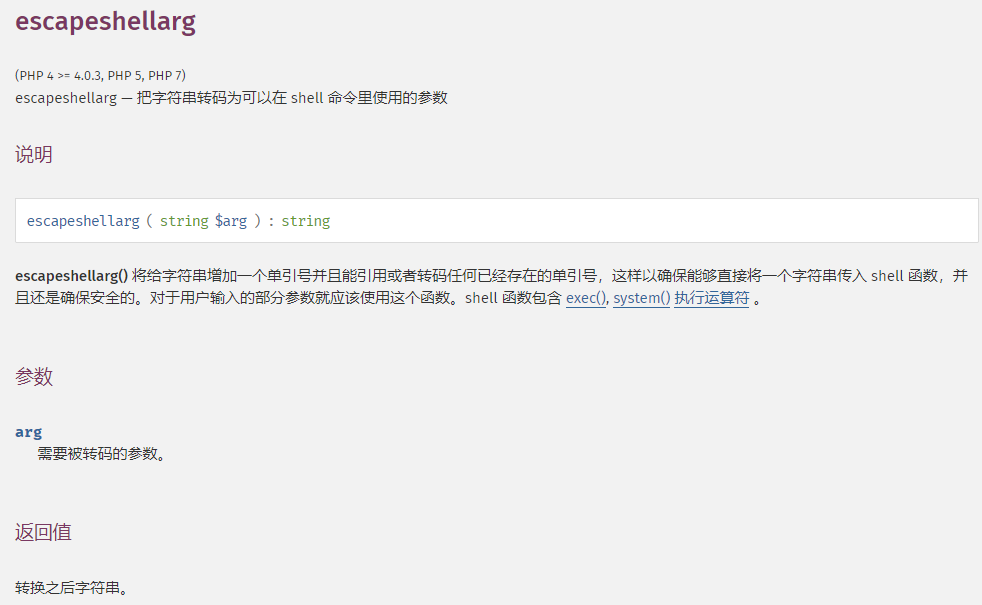 escapeshellarg
(PHP 4 >= 4.0.3, PHP 5, PHP 7)
escapeshellarg — 把字符串转码为可以在 shell 命令里使用的参数
说明
escapeshellarg ( string $arg ) : string
escapeshellarg() 将给字符串增加一个单引号并且能引用或者转码任何已经存在的单引号，这样以确保能够直接将一个字符串传入 shell 函数，并
且还是确保安全的。对于用户输入的部分参数就应该使用这个函数。shell 函数包含 exec(), system() 执行运算符 。
参数
arg
需要被转码的参数。
返回值
转换之后字符串。